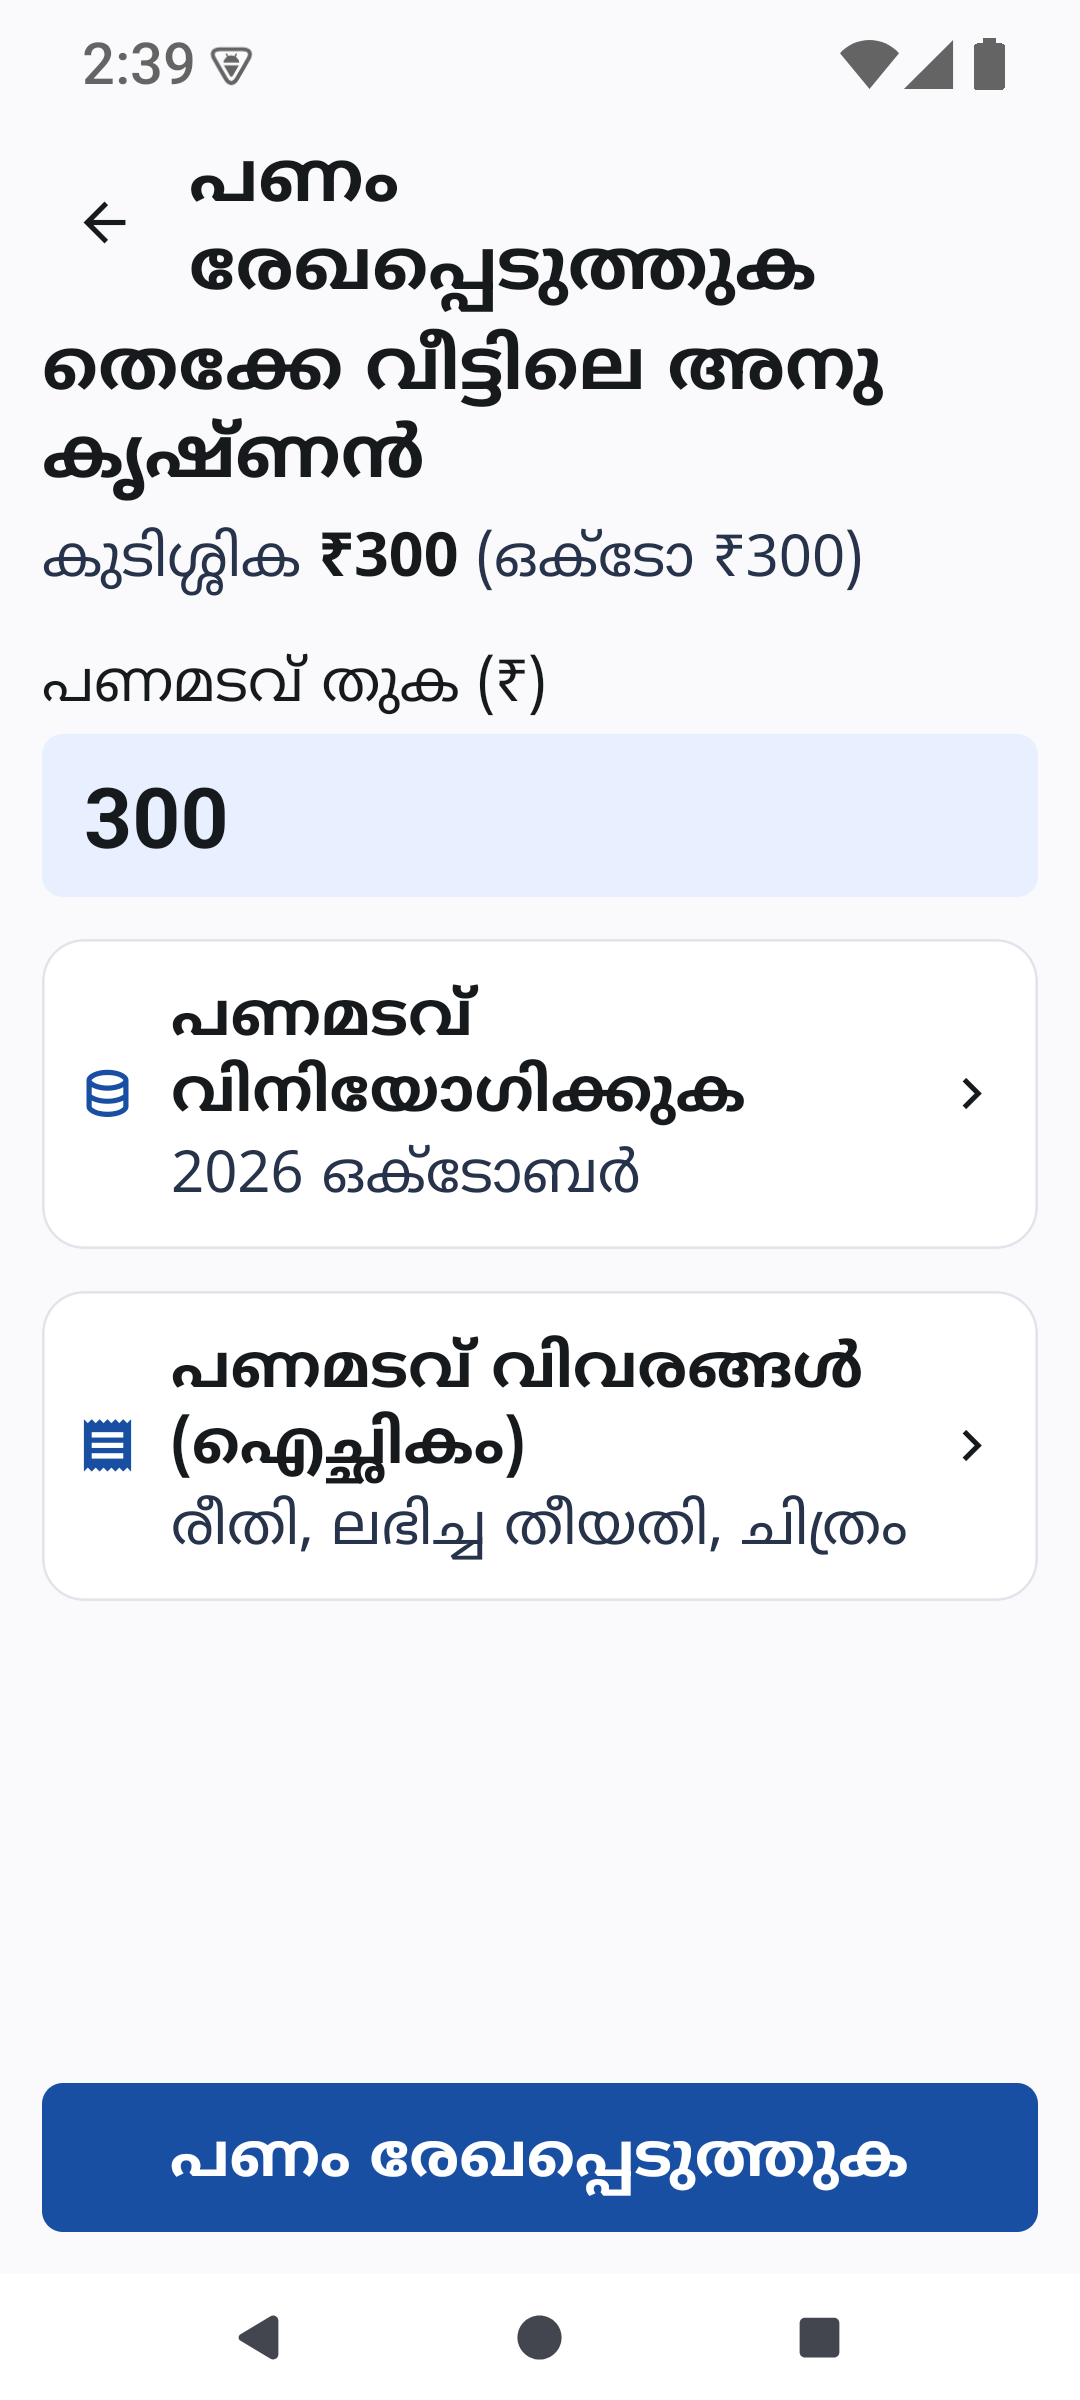 2:39
പണം
രേഖപ്പെടുത്തുക
തെക്കേ വീട്ടിലെ അനു
കൃഷ്ണൻ
കുടിശ്ശിക ₹300 (ഒക്ടോ ₹300)
പണമടവ് തുക (₹)
300
പണമടവ്
വിനിയോഗിക്കുക
2026 ഒക്ടോബർ
പണമടവ് വിവരങ്ങൾ
(ഐച്ഛികം)
രീതി, ലഭിച്ച തീയതി, ചിത്രം
പണം രേഖപ്പെടുത്തുക